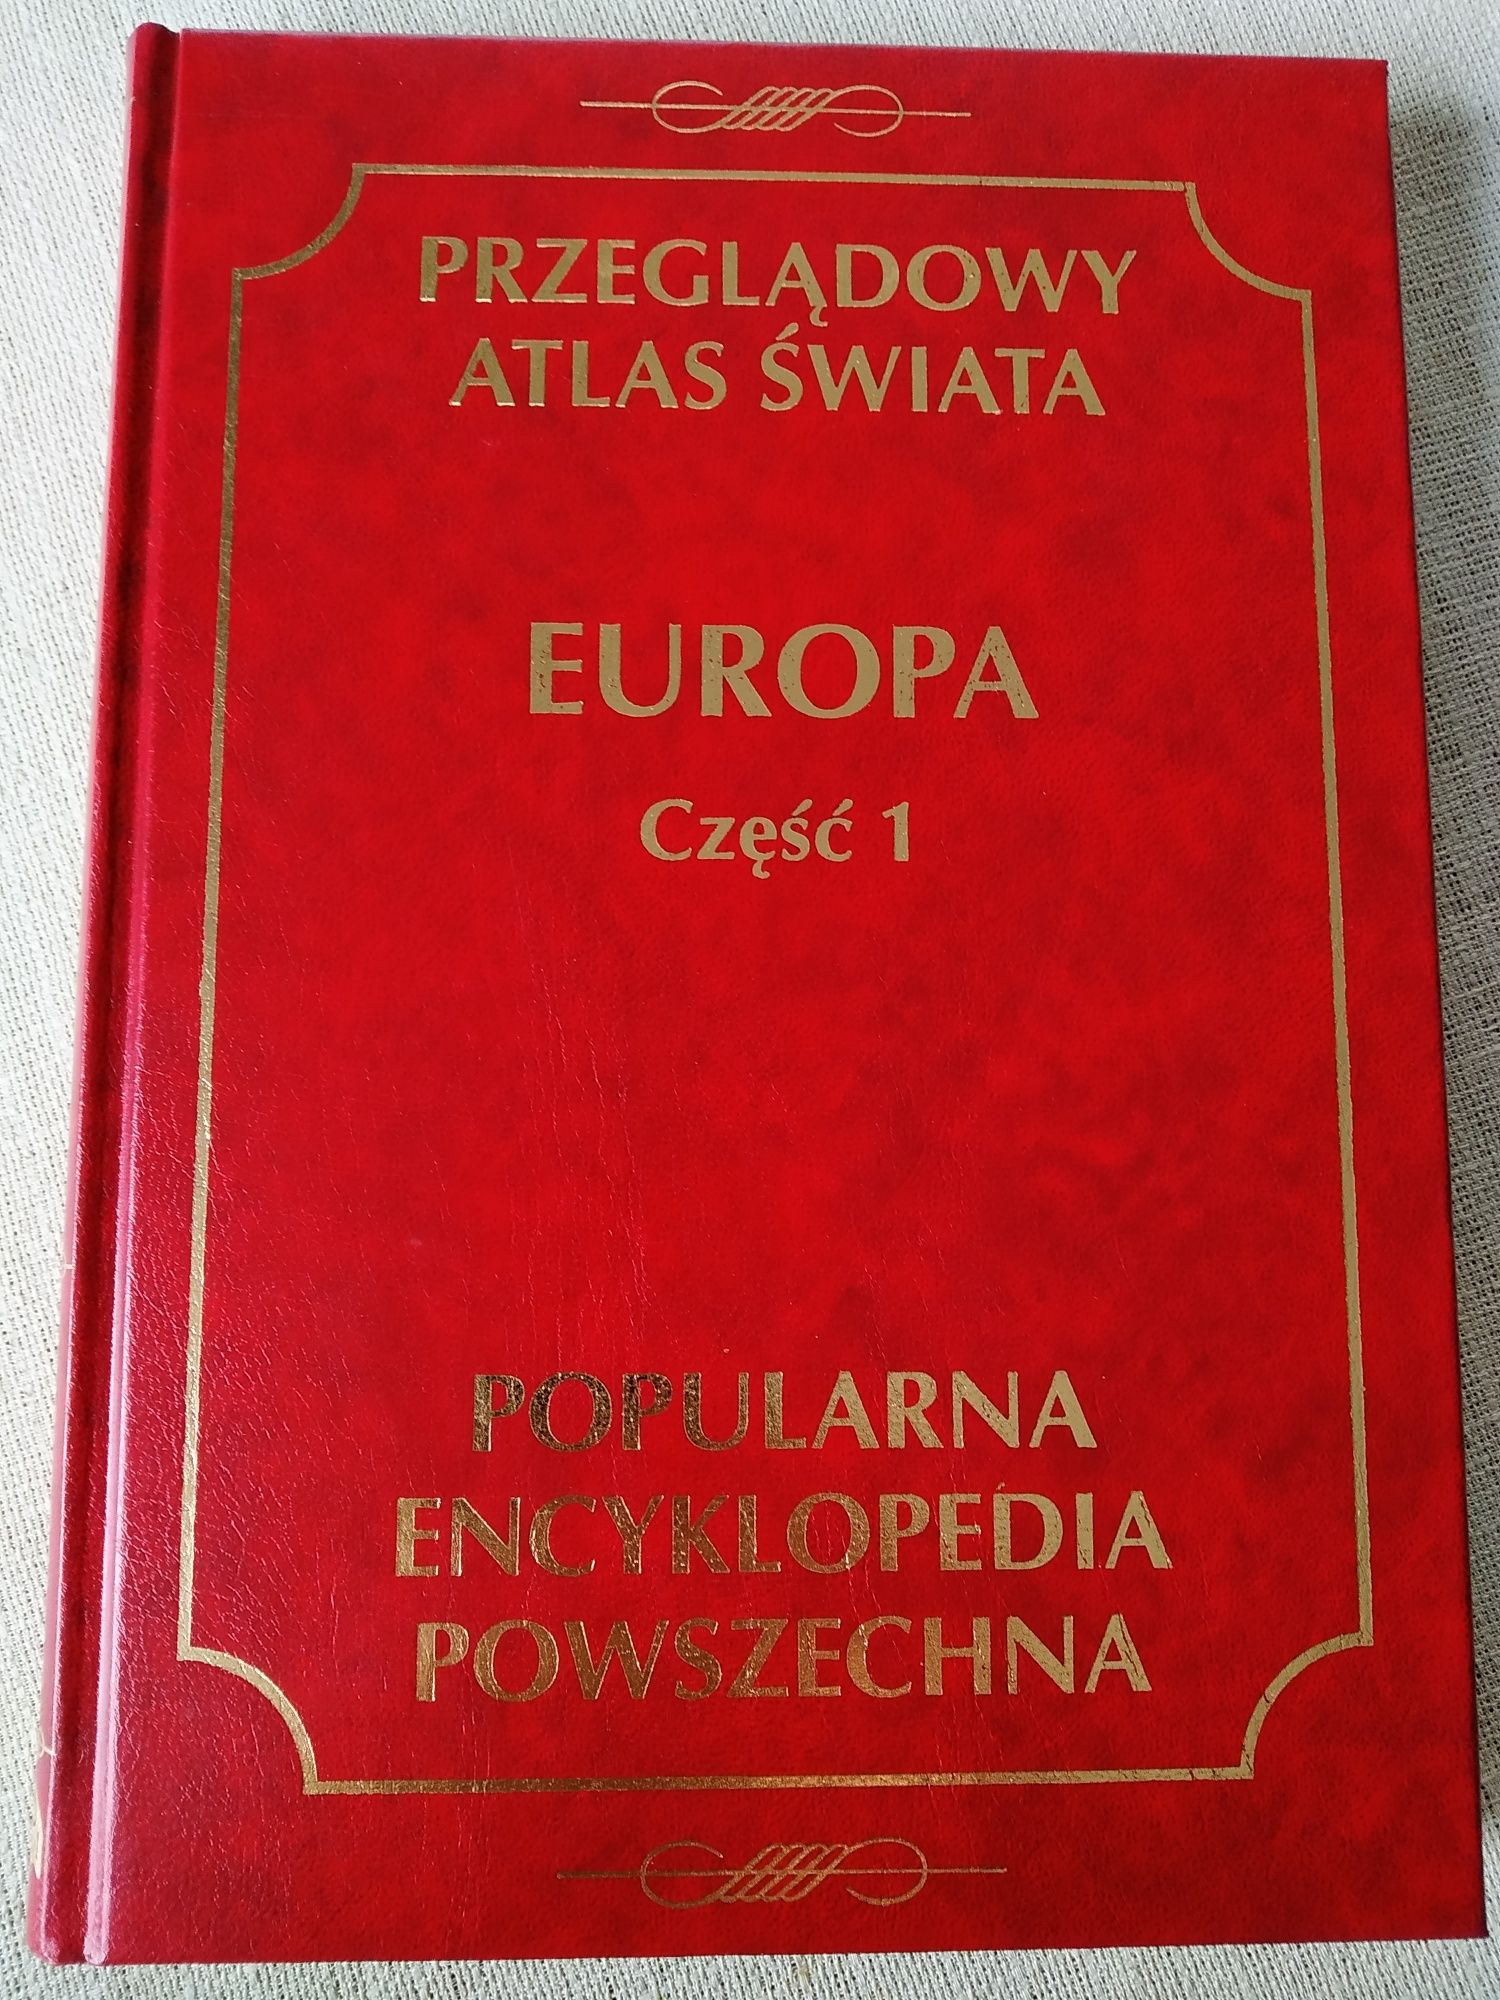 PRZEGLĄDOWY
ATLAS ŚWIATA
EUROPA
Część 1
POPULARNA
ENCYKLOPEDIA
POWSZECHNA